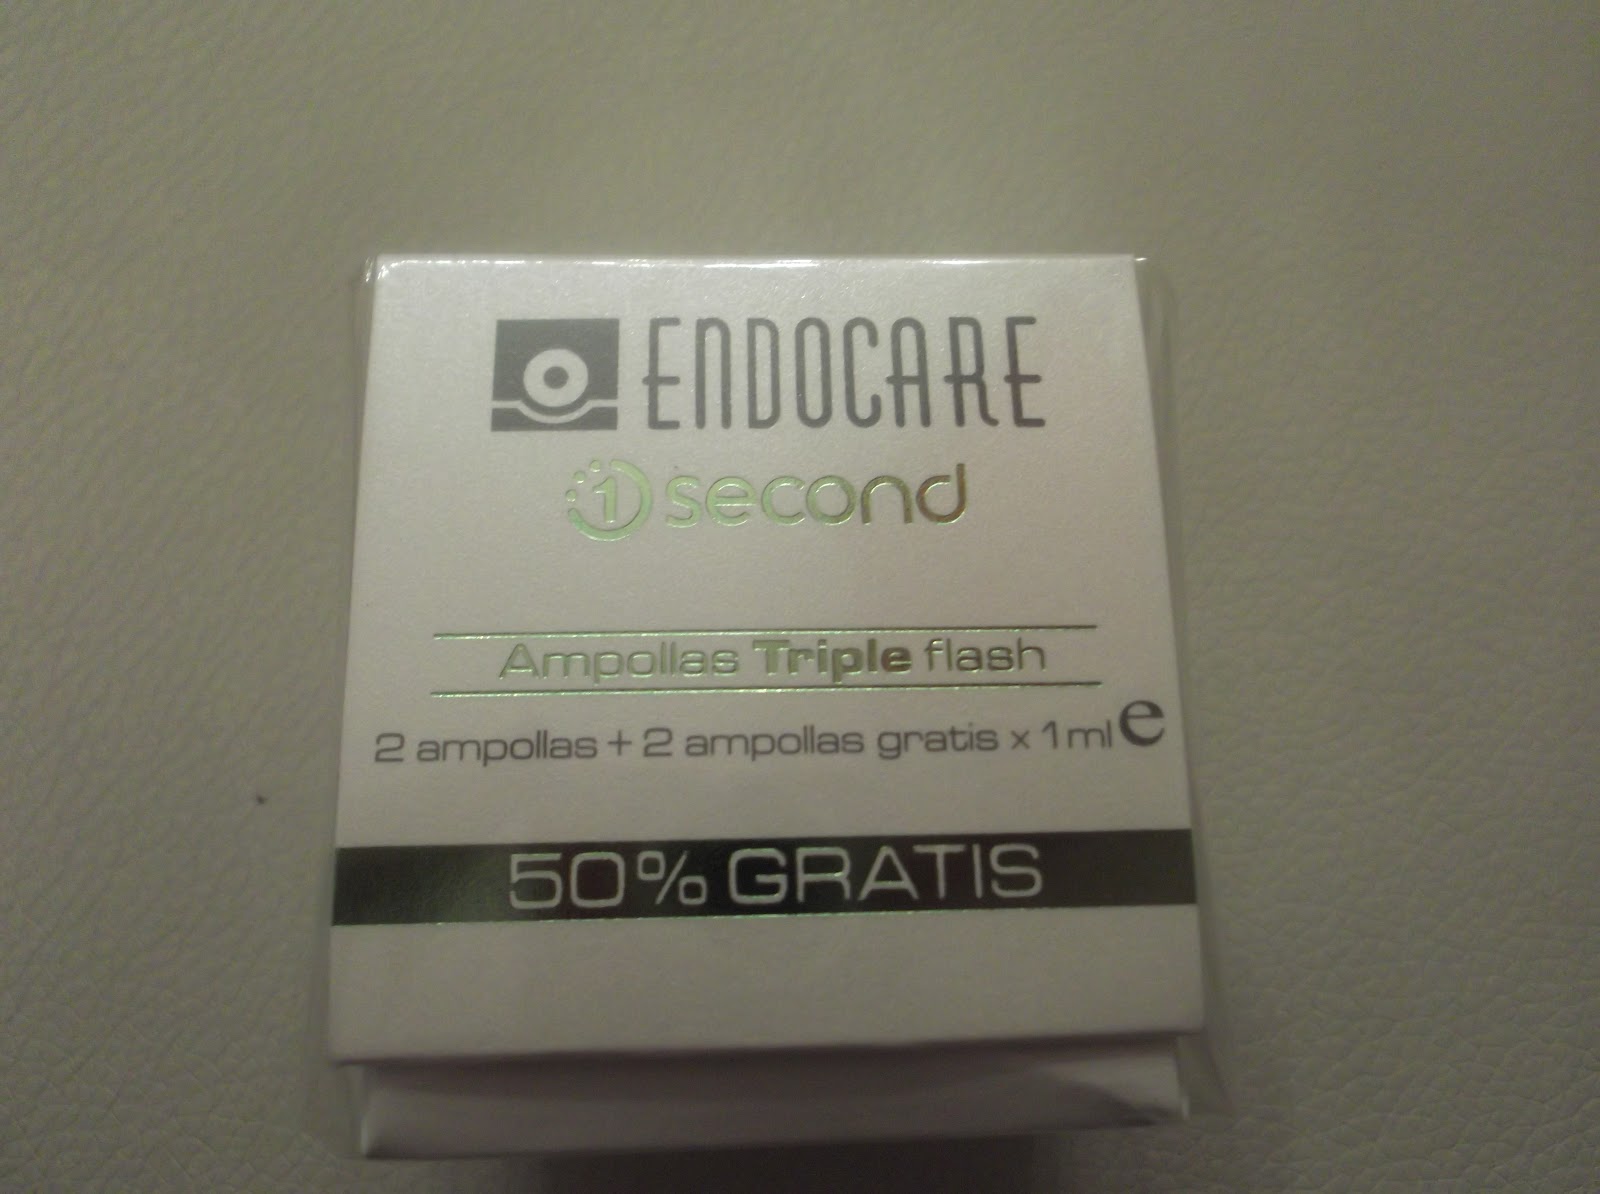 ENDOCARE
1 second
Ampollas Triple flash
2 ampollas + 2 ampollas gratis x 1 ml e
50% GRATIS